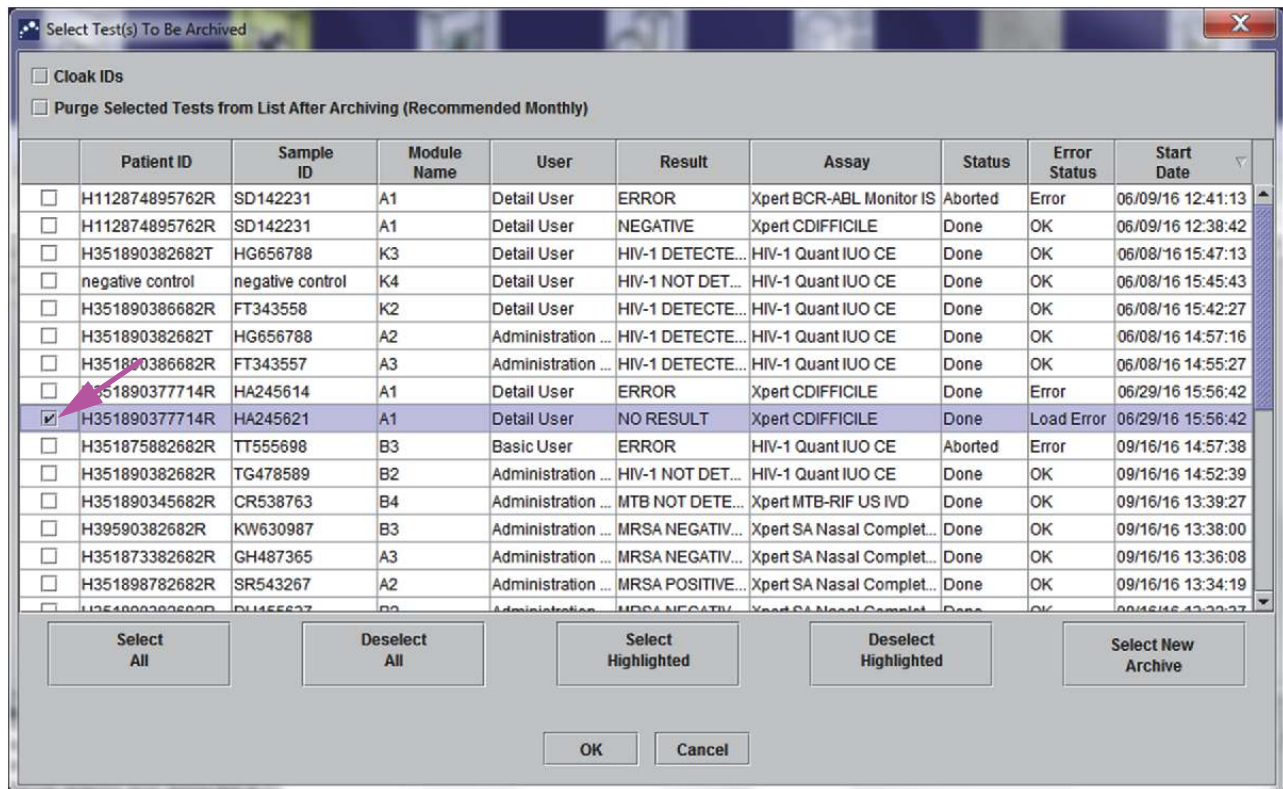 Select Test(s) To Be Archived
Cloak IDs
Purge Selected Tests from List After Archiving (Recommended Monthly)
Patient ID Sample ID Module Name User Result Assay Status Error Status Start Date
H112874895762R SD142231 A1 Detail User ERROR Xpert BCR-ABL Monitor IS Aborted Error 06/09/16 12:41:13
H112874895762R SD142231 A1 Detail User NEGATIVE Xpert CDIFFICILE Done OK 06/09/16 12:38:42
H351890382682T HG656788 K3 Detail User HIV-1 DETECTE... HIV-1 Quant IUO CE Done OK 06/08/16 15:47:13
negative control negative control K4 Detail User HIV-1 NOT DET... HIV-1 Quant IUO CE Done OK 06/08/16 15:45:43
H351890386682R FT343558 K2 Detail User HIV-1 DETECTE... HIV-1 Quant IUO CE Done OK 06/08/16 15:42:27
H351890382682T HG656788 A2 Administration ... HIV-1 DETECTE... HIV-1 Quant IUO CE Done OK 06/08/16 14:57:16
H351890386682R FT343557 A3 Administration ... HIV-1 DETECTE... HIV-1 Quant IUO CE Done OK 06/08/16 14:55:27
H351890377714R HA245614 A1 Detail User ERROR Xpert CDIFFICILE Done Error 06/29/16 15:56:42
H351890377714R HA245621 A1 Detail User NO RESULT Xpert CDIFFICILE Done Load Error 06/29/16 15:56:42
H351875882682R TT555698 B3 Basic User ERROR HIV-1 Quant IUO CE Aborted Error 09/16/16 14:57:38
H351890382682R TG478589 B2 Administration ... HIV-1 NOT DET... HIV-1 Quant IUO CE Done OK 09/16/16 14:52:39
H351890345682R CR538763 B4 Administration ... MTB NOT DETE... Xpert MTB-RIF US IVD Done OK 09/16/16 13:39:27
H39590382682R KW630987 B3 Administration ... MRSA NEGATIV... Xpert SA Nasal Complet... Done OK 09/16/16 13:38:00
H351873382682R GH487365 A3 Administration ... MRSA NEGATIV... Xpert SA Nasal Complet... Done OK 09/16/16 13:36:08
H351898782682R SR543267 A2 Administration ... MRSA POSITIVE... Xpert SA Nasal Complet... Done OK 09/16/16 13:34:19
Select All Deselect All Select Highlighted Deselect Highlighted Select New Archive
OK Cancel